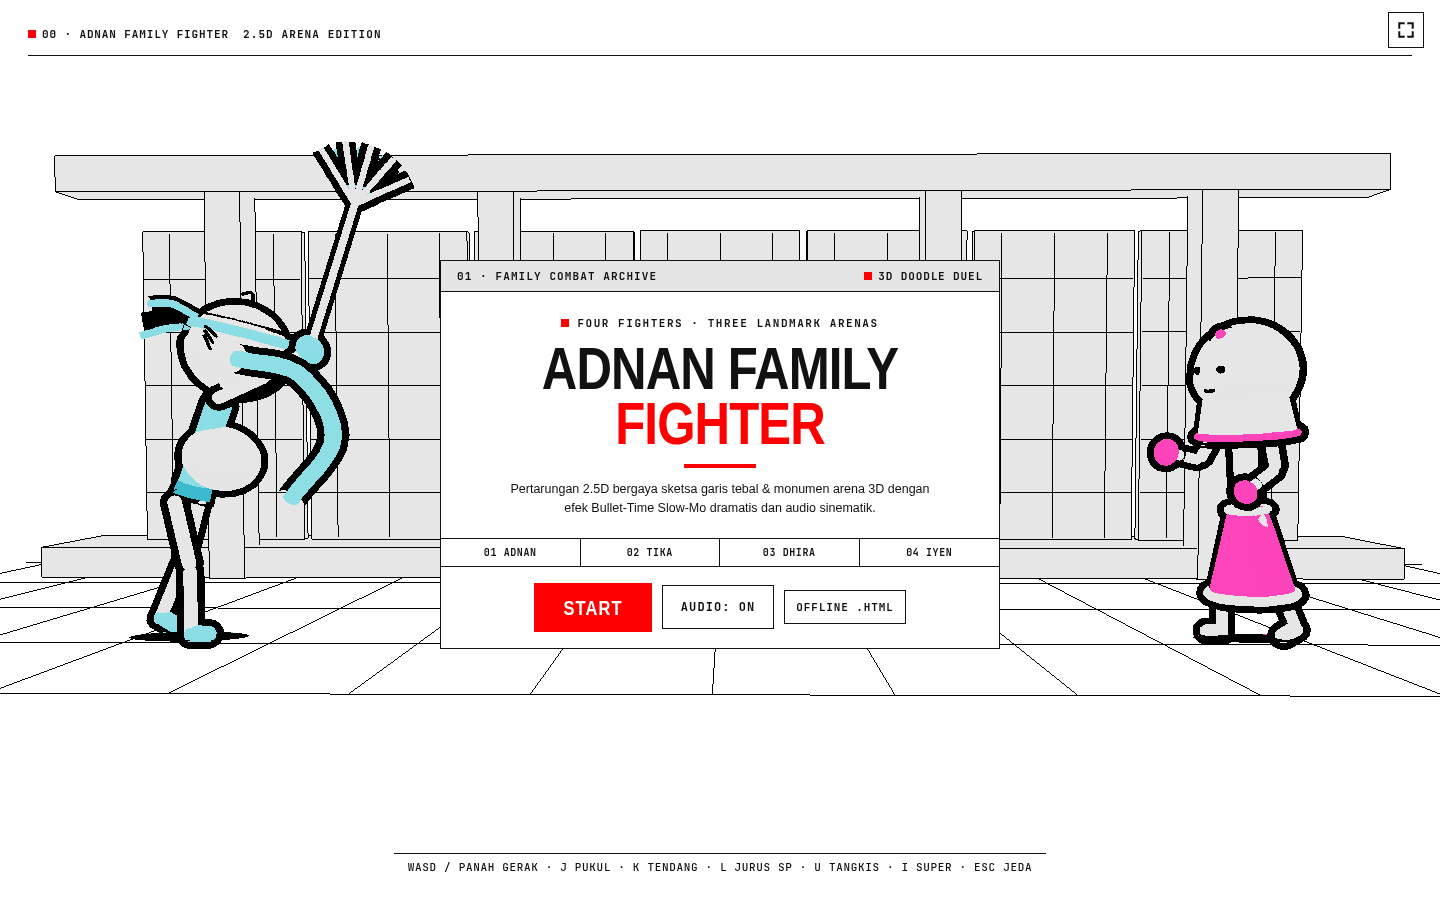 00 · ADNAN FAMILY FIGHTER 2.5D ARENA EDITION
01 · FAMILY COMBAT ARCHIVE
3D DOODLE DUEL
FOUR FIGHTERS · THREE LANDMARK ARENAS
ADNAN FAMILY
FIGHTER
Pertarungan 2.5D bergaya sketsa garis tebal & monumen arena 3D dengan
efek Bullet-Time Slow-Mo dramatis dan audio sinematik.
01 ADNAN
02 TIKA
03 DHIRA
04 IYEN
START
AUDIO: ON
OFFLINE .HTML
WASD / PANAH GERAK · J PUKUL · K TENDANG · L JURUS SP · U TANGKIS · I SUPER · ESC JEDA